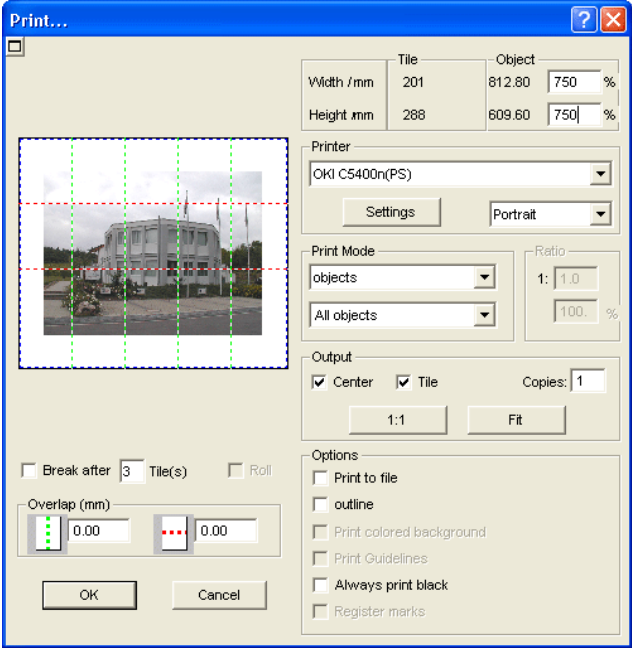 Print...
Tile Object
Width / mm 201 812.80 750 %
Height /mm 288 609.60 750 %
Printer
OKI C5400n(PS)
Settings Portrait
Print Mode Ratio
objects 1: 1.0
All objects 100. %
Output
Center Tile Copies: 1
1:1 Fit
Break after 3 Tile(s) Roll
Overlap (mm)
0.00 0.00
OK Cancel
Options
Print to file
outline
Print colored background
Print Guidelines
Always print black
Register marks